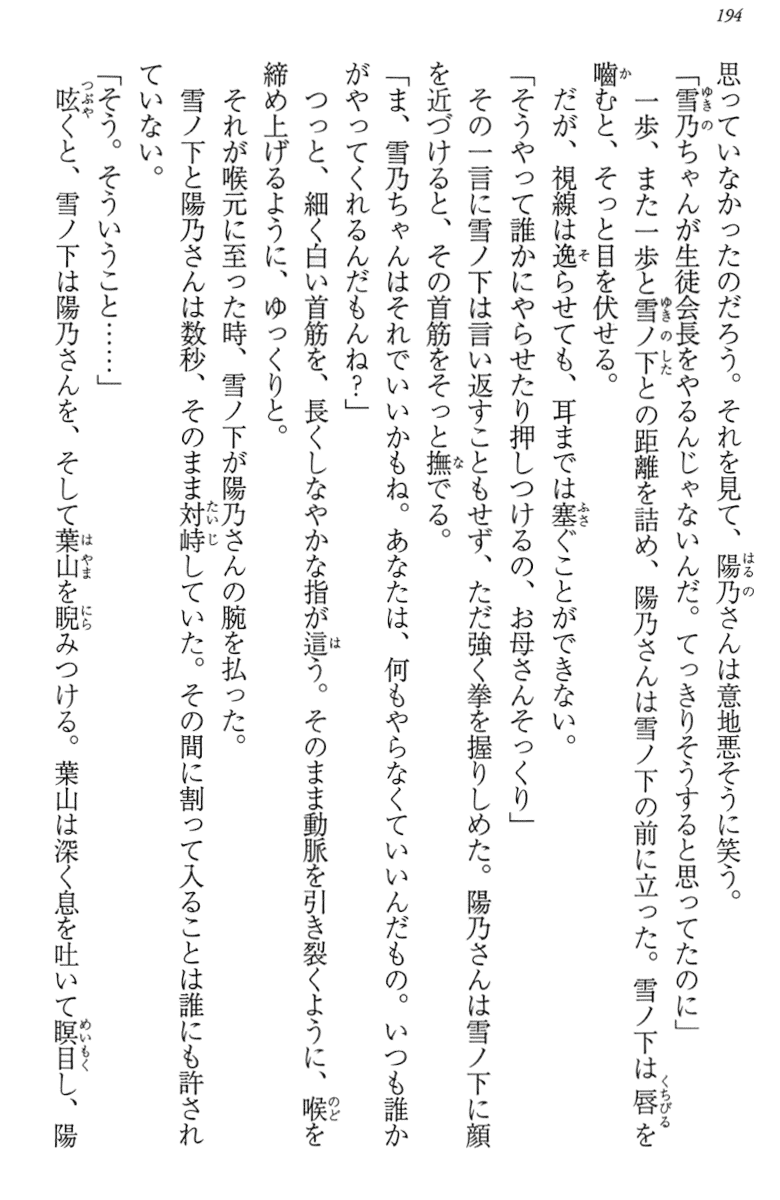 194
思っていなかったのだろう。それを見て、陽乃さんは意地悪そうに笑う。
「雪乃ちゃんが生徒会長をやるんじゃないんだ。てっきりそうすると思ってたのに」
一歩、また一歩と雪ノ下との距離を詰め、陽乃さんは雪ノ下の前に立った。雪ノ下は唇を
嚙むと、そっと目を伏せる。
だが、視線は逸らせても、耳までは塞ぐことができない。
「そうやって誰かにやらせたり押しつけるの、お母さんそっくり」
その一言に雪ノ下は言い返すこともせず、ただ強く拳を握りしめた。陽乃さんは雪ノ下に顔
を近づけると、その首筋をそっと撫でる。
「ま、雪乃ちゃんはそれでいいかもね。あなたは、何もやらなくていいんだもの。いつも誰か
がやってくれるんだもんね？」
つっと、細く白い首筋を、長くしなやかな指が這う。そのまま動脈を引き裂くように、喉を
締め上げるように、ゆっくりと。
それが喉元に至った時、雪ノ下が陽乃さんの腕を払った。
雪ノ下と陽乃さんは数秒、そのまま対峙していた。その間に割って入ることは誰にも許され
ていない。
「そう。そういうこと……」
呟くと、雪ノ下は陽乃さんを、そして葉山を睨みつける。葉山は深く息を吐いて瞑目し、陽